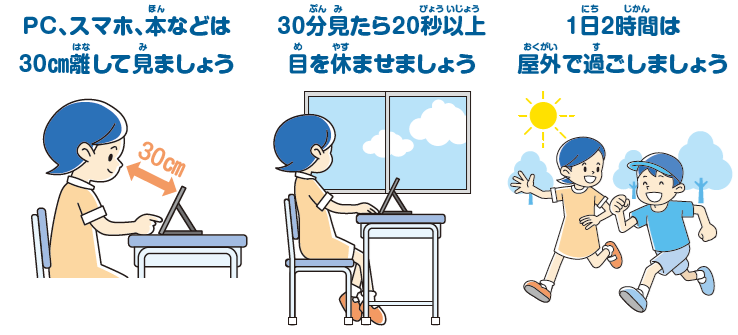 PC、スマホ、本などは
30cm離して見ましょう
30cm
30分見たら20秒以上
目を休ませましょう
1日2時間は
屋外で過ごしましょう